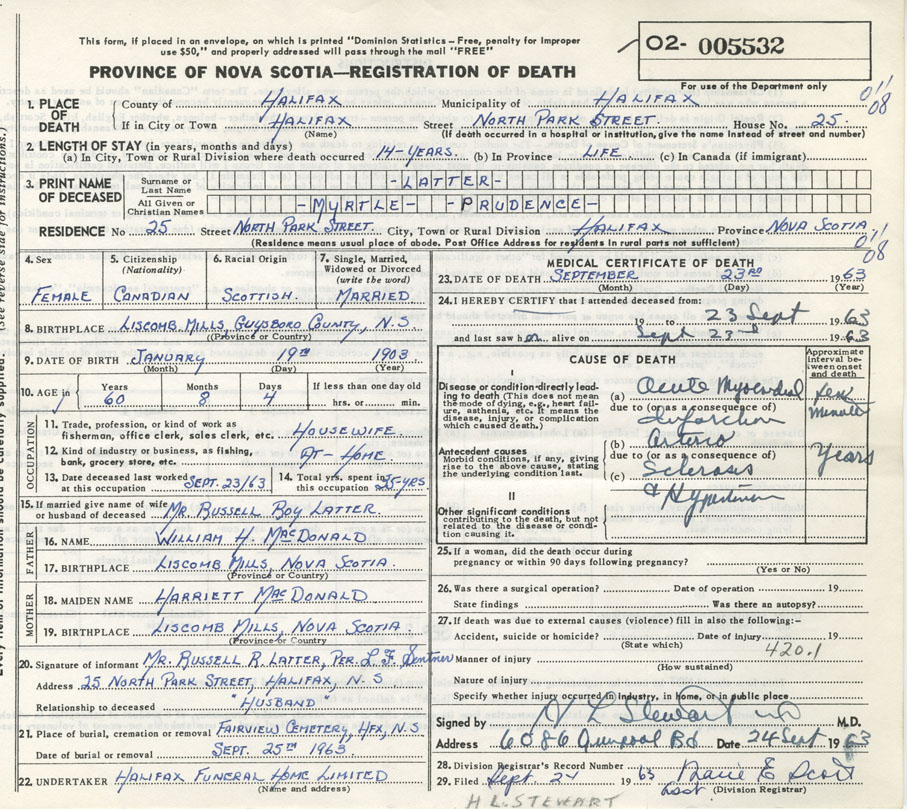 This form, if placed in an envelope, on which is printed "Dominion Statistics – Free, penalty for improper
use $50," and properly addressed will pass through the mail "FREE"
O2- 005532
PROVINCE OF NOVA SCOTIA—REGISTRATION OF DEATH
For use of the Department only
011
08
1. PLACE OF DEATH
County of HALIFAX Municipality of HALIFAX
If in City or Town HALIFAX Street NORTH PARK STREET. House No. 25.
(Name) (If death occurred in a hospital or institution, give the name instead of street and number)
2. LENGTH OF STAY (in years, months and days)
(a) In City, Town or Rural Division where death occurred 14-YEARS. (b) In Province LIFE (c) In Canada (if immigrant)
3. PRINT NAME OF DECEASED
Surname or Last Name -LATTER-
All Given or Christian Names -MYRTLE- -PRUDENCE-
RESIDENCE No. 25 Street NORTH PARK STREET. City, Town or Rural Division HALIFAX Province NOVA SCOTIA
(Residence means usual place of abode. Post Office Address for residents in rural parts not sufficient)
011
08
4. Sex FEMALE
5. Citizenship (Nationality) CANADIAN
6. Racial Origin SCOTTISH.
7. Single, Married, Widowed or Divorced (write the word) MARRIED
8. BIRTHPLACE LISCOMB MILLS, GUYSBORO COUNTY, N.S
(Province or Country)
9. DATE OF BIRTH JANUARY 19TH 1903
(Month) (Day) (Year)
10. AGE in Years 60 Months 8 Days 4 If less than one day old hrs. or min.
OCCUPATION
11. Trade, profession, or kind of work as fisherman, office clerk, sales clerk, etc. HOUSEWIFE.
12. Kind of industry or business, as fishing, bank, grocery store, etc. AT-HOME
13. Date deceased last worked at this occupation SEPT. 23/63
14. Total yrs. spent in this occupation 25-YRS.
15. If married give name of wife or husband of deceased MR. RUSSELL ROY LATTER.
FATHER
16. NAME WILLIAM H. MACDONALD
17. BIRTHPLACE LISCOMB MILLS, NOVA SCOTIA.
(Province or Country)
MOTHER
18. MAIDEN NAME HARRIETT MACDONALD
19. BIRTHPLACE LISCOMB MILLS, NOVA SCOTIA
(Province or Country)
20. Signature of informant MR. RUSSELL R. LATTER, PER. L. F.
Address 25 NORTH PARK STREET, HALIFAX, N. S
Relationship to deceased "HUSBAND"
21. Place of burial, cremation or removal FAIRVIEW CEMETERY, HFX, N.S
Date of burial or removal SEPT. 25TH 1963
22. UNDERTAKER HALIFAX FUNERAL HOME LIMITED
(Name and address)
MEDICAL CERTIFICATE OF DEATH
23. DATE OF DEATH SEPTEMBER 23RD 1963
(Month) (Day) (Year)
24. I HEREBY CERTIFY that I attended deceased from:
19 to 23 Sept 1963
and last saw h alive on Sept 23rd 1963
CAUSE OF DEATH
Approximate interval between onset and death
I
Disease or condition directly leading to death (This does not mean the mode of dying, e.g., heart failure, asthenia, etc. It means the disease, injury, or complication which caused death.)
(a) Acute Myocardial
due to (or as a consequence of)
Infarction
few minutes
Antecedent causes
Morbid conditions, if any, giving rise to the above cause, stating the underlying condition last.
(b) Arterio
due to (or as a consequence of)
(c) Sclerosis
Years
& Hypertension
II
Other significant conditions
contributing to the death, but not related to the disease or condition causing it.
25. If a woman, did the death occur during pregnancy or within 90 days following pregnancy?
(Yes or No)
26. Was there a surgical operation? Date of operation 19
State findings Was there an autopsy?
27. If death was due to external causes (violence) fill in also the following:–
Accident, suicide or homicide? Date of injury 19
(State which) 420.1
Manner of injury
(How sustained)
Nature of injury
Specify whether injury occurred in industry, in home, or in public place
Signed by H L Stewart M.D.
Address 6086 Date 24 Sept 1963
28. Division Registrar's Record Number
29. Filed Sept. 24 1963 Marie E Scott
(Division Registrar)
H L. STEWART